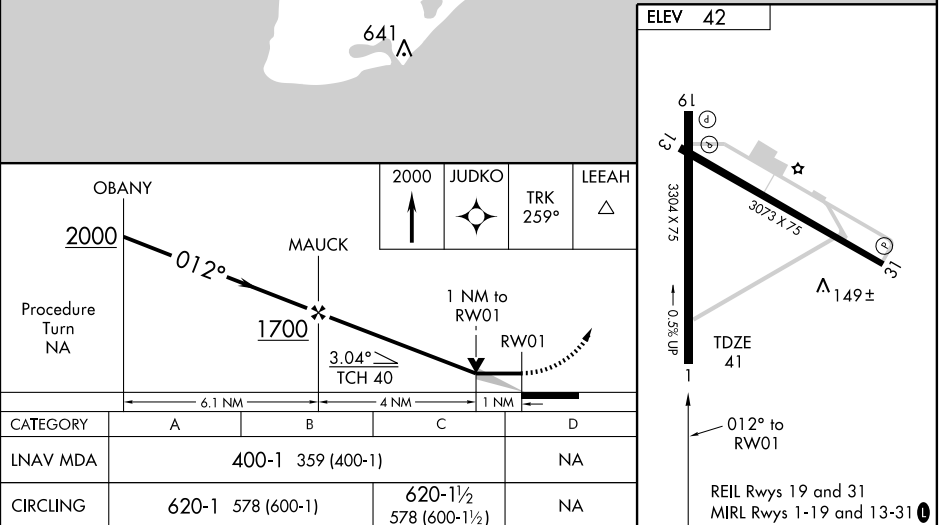 641
OBANY
2000
012°
MAUCK
1700
Procedure
Turn
NA
3.04°
TCH 40
1 NM to
RW01
RW01
6.1 NM
4 NM
1 NM
2000
JUDKO
TRK
259°
LEEAH
CATEGORY A B C D
LNAV MDA 400-1 359 (400-1) NA
CIRCLING 620-1 578 (600-1) 620-1½ 578 (600-1½) NA
ELEV 42
19
P
13
P
3304 X 75
3073 X 75
P
31
149±
0.5% UP
TDZE
41
1
012° to
RW01
REIL Rwys 19 and 31
MIRL Rwys 1-19 and 13-31 L